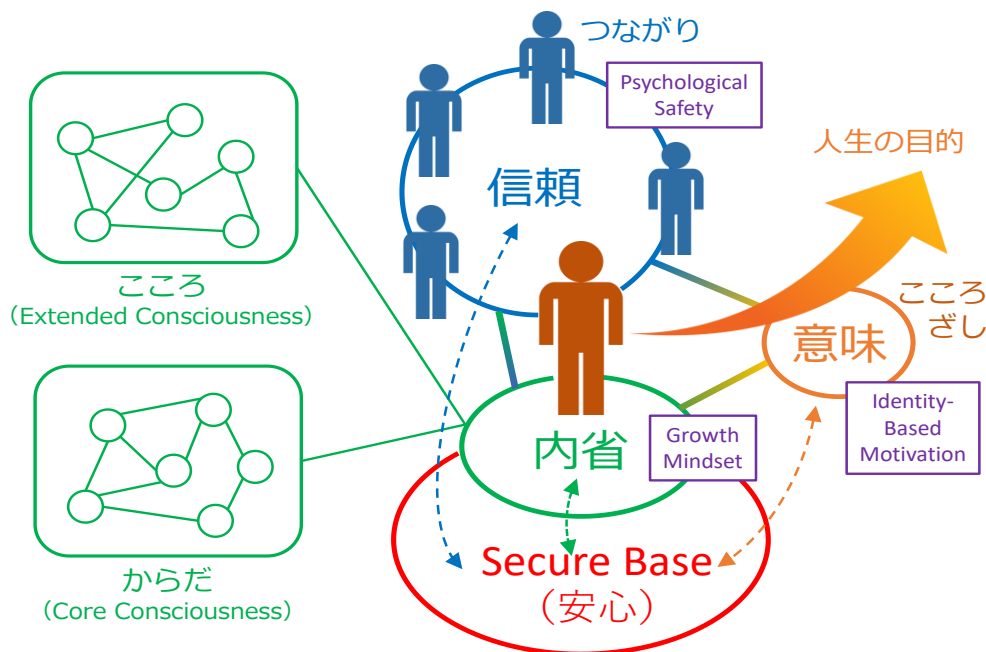 つながり
Psychological
Safety
人生の目的
信頼
こころ
(Extended Consciousness)
こころ
ざし
意味
Identity-
Based
Motivation
内省
Growth
Mindset
Secure Base
(安心)
からだ
(Core Consciousness)